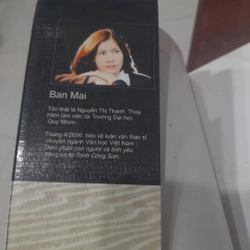 Ban Mai
Tên thật là Nguyễn Thị Thanh Thúy.
Hiện làm việc tại Trường Đại học
Quy Nhơn.
Tháng 4/2006 bảo vệ luận văn thạc sĩ
chuyên ngành Văn học Việt Nam :
Thân phận con người và tình yêu
trong ca từ Trịnh Công Sơn.